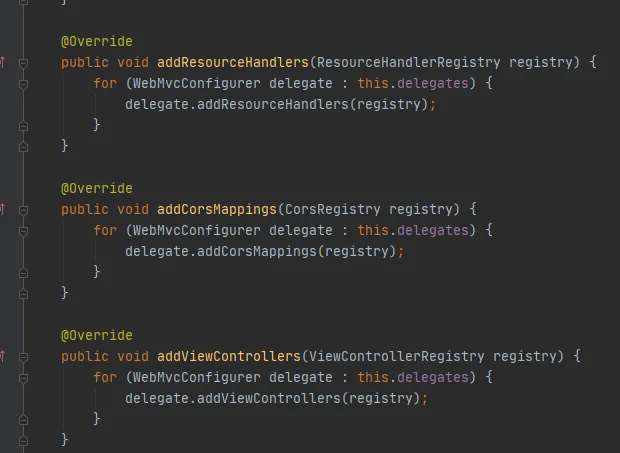 }
@Override
public void addResourceHandlers(ResourceHandlerRegistry registry) {
for (WebMvcConfigurer delegate : this.delegates) {
delegate.addResourceHandlers(registry);
}
}
@Override
public void addCorsMappings(CorsRegistry registry) {
for (WebMvcConfigurer delegate : this.delegates) {
delegate.addCorsMappings(registry);
}
}
@Override
public void addViewControllers(ViewControllerRegistry registry) {
for (WebMvcConfigurer delegate : this.delegates) {
delegate.addViewControllers(registry);
}
}